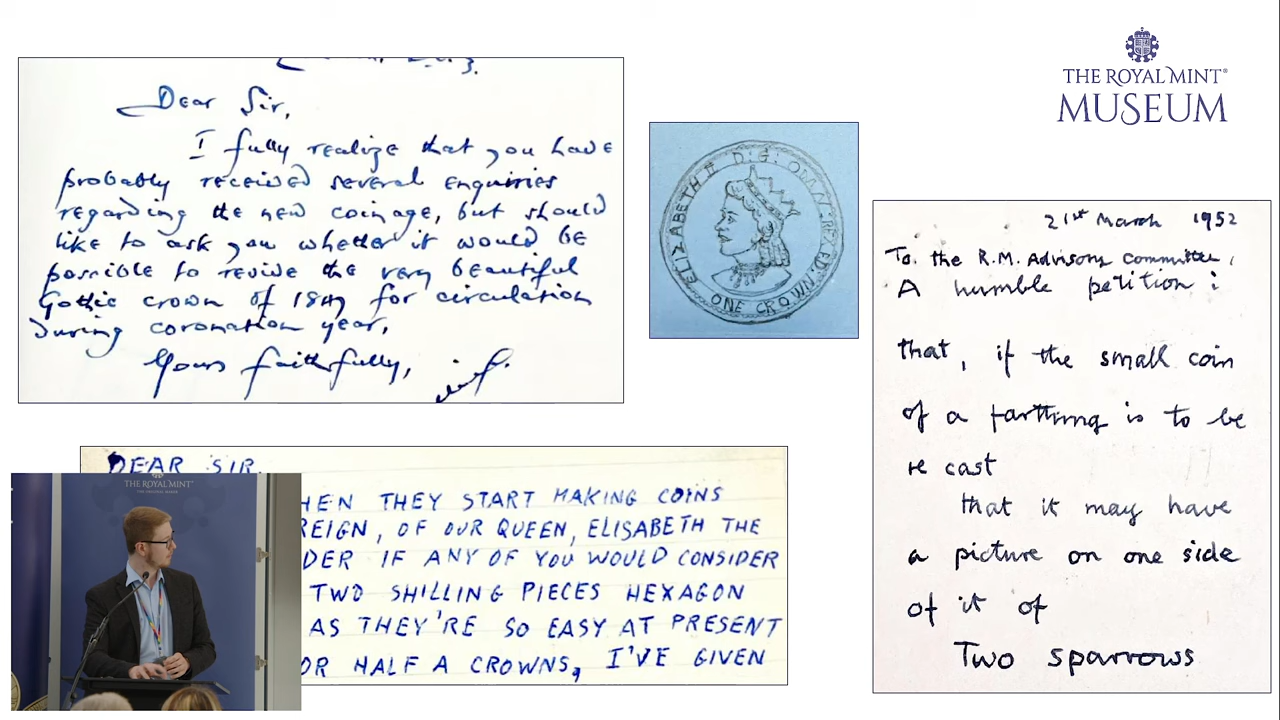 THE ROYAL MINT®
MUSEUM
Dear Sir,
I fully realize that you have
probably received several enquiries
regarding the new coinage, but should
like to ask you whether it would be
possible to revive the very beautiful
Gothic crown of 1847 for circulation
during coronation year.
Yours faithfully,
ELIZABETH II D:G: OMN: REX F.D.
ONE CROWN
21st March 1952
To. the R.M. Advisory Committee,
A humble petition :
that, if the small coin
of a farthing is to be
re cast
that it may have
a picture on one side
of it of
Two sparrows
DEAR SIR,
HEN THEY START MAKING COINS
REIGN, OF OUR QUEEN, ELISABETH THE
DER IF ANY OF YOU WOULD CONSIDER
TWO SHILLING PIECES HEXAGON
AS THEY'RE SO EASY AT PRESENT
OR HALF A CROWNS, I'VE GIVEN
THE ROYAL MINT